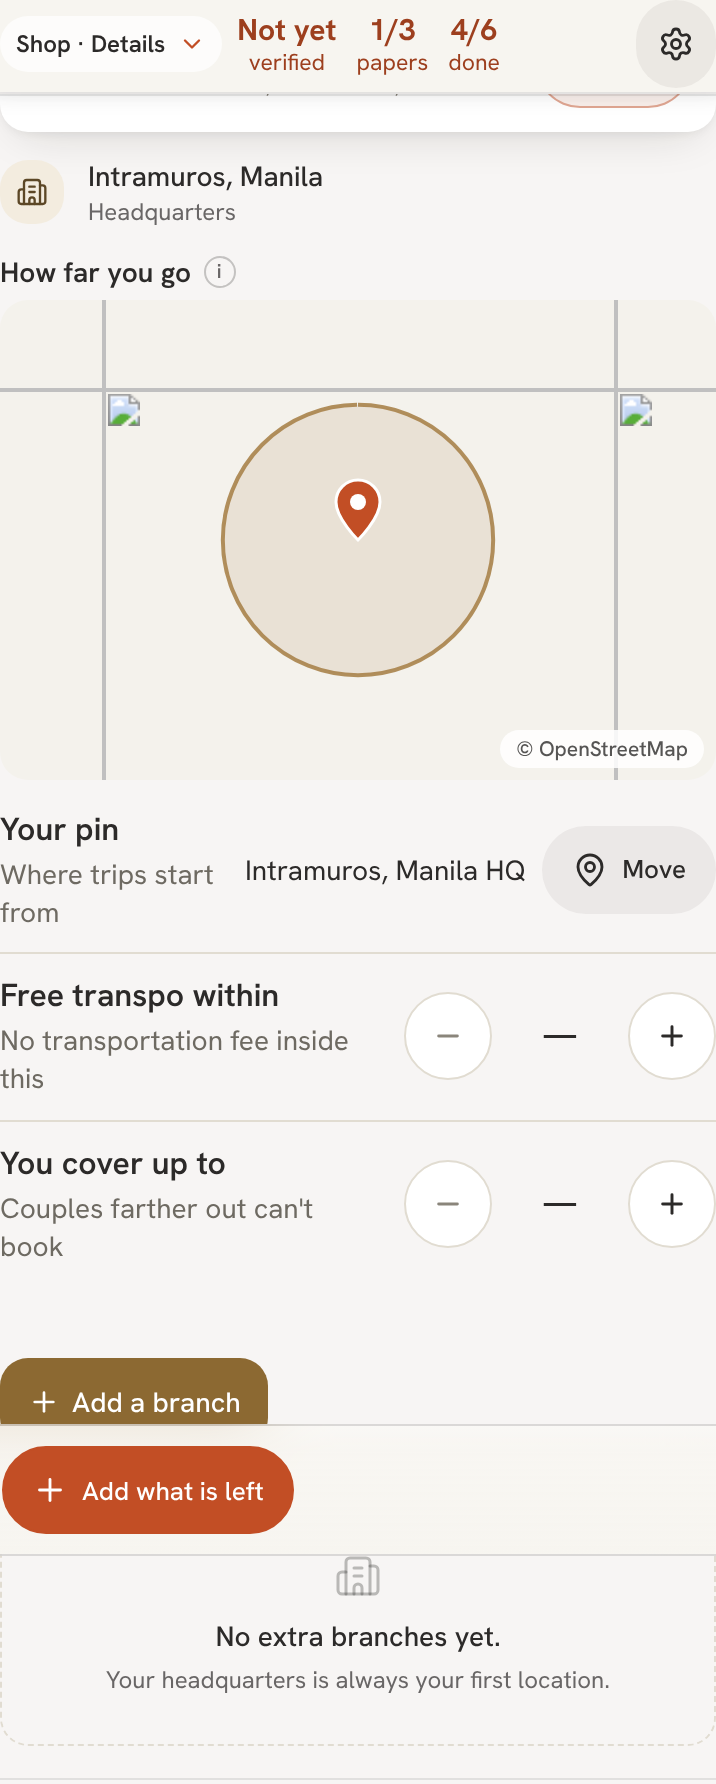 Shop · Details
Not yet
verified
1/3
papers
4/6
done
Intramuros, Manila
Headquarters
How far you go
i
© OpenStreetMap
Your pin
Where trips start
from
Intramuros, Manila HQ
Move
Free transpo within
No transportation fee inside
this
— 
You cover up to
Couples farther out can't
book
—
Add a branch
Add what is left
No extra branches yet.
Your headquarters is always your first location.